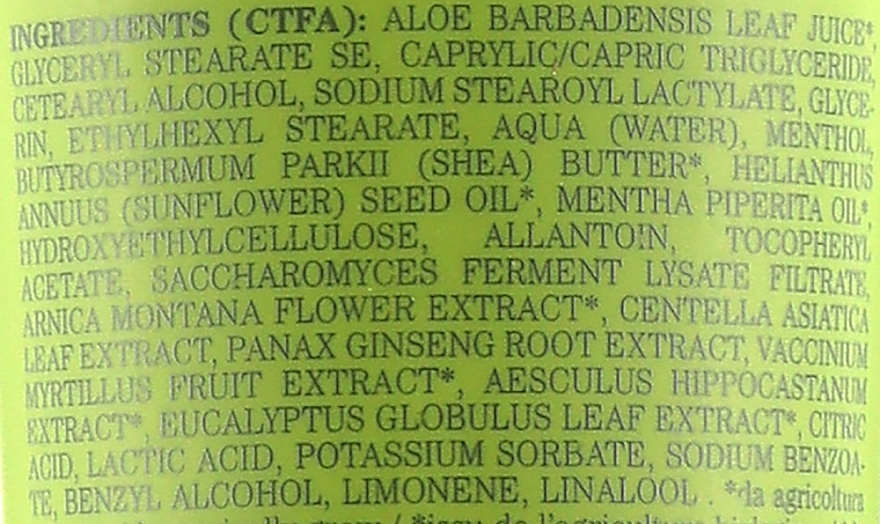 INGREDIENTS (CTFA): ALOE BARBADENSIS LEAF JUICE*,
GLYCERYL STEARATE SE, CAPRYLIC/CAPRIC TRIGLYCERIDE,
CETEARYL ALCOHOL, SODIUM STEAROYL LACTYLATE, GLYCE-
RIN, ETHYLHEXYL STEARATE, AQUA (WATER), MENTHOL,
BUTYROSPERMUM PARKII (SHEA) BUTTER*, HELIANTHUS
ANNUUS (SUNFLOWER) SEED OIL*, MENTHA PIPERITA OIL*,
HYDROXYETHYLCELLULOSE, ALLANTOIN, TOCOPHERYL
ACETATE, SACCHAROMYCES FERMENT LYSATE FILTRATE,
ARNICA MONTANA FLOWER EXTRACT*, CENTELLA ASIATICA
LEAF EXTRACT, PANAX GINSENG ROOT EXTRACT, VACCINIUM
MYRTILLUS FRUIT EXTRACT*, AESCULUS HIPPOCASTANUM
EXTRACT*, EUCALYPTUS GLOBULUS LEAF EXTRACT*, CITRIC
ACID, LACTIC ACID, POTASSIUM SORBATE, SODIUM BENZOA-
TE, BENZYL ALCOHOL, LIMONENE, LINALOOL . *da agricoltura